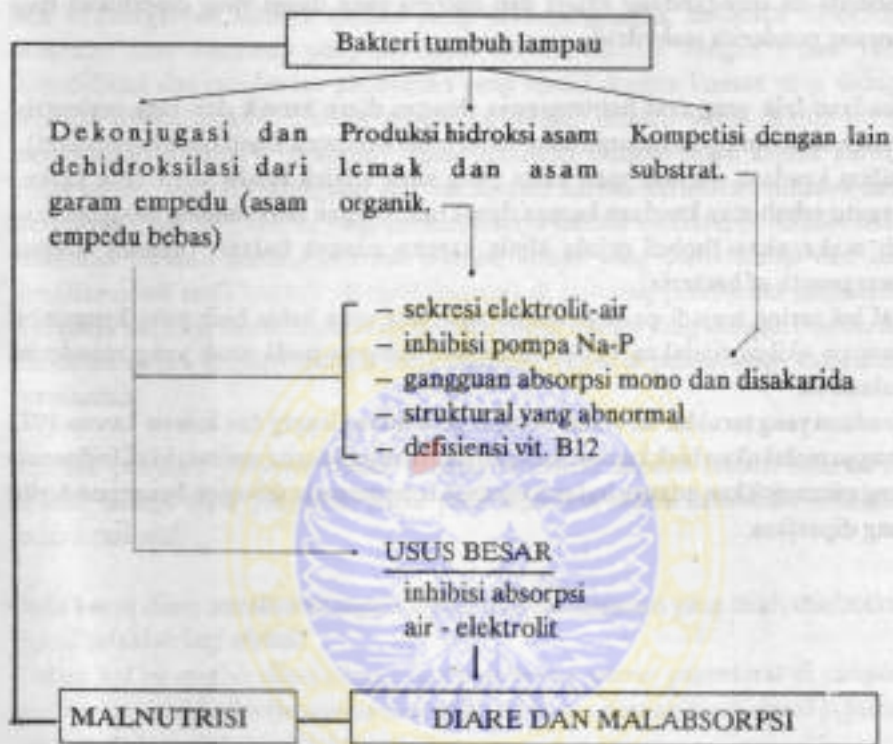 Bakteri tumbuh lampau
Dekonjugasi dan
dehidroksilasi dari
garam empedu (asam
empedu bebas)
Produksi hidroksi asam
lemak dan asam
organik.
Kompetisi dengan lain
substrat.
– sekresi elektrolit-air
– inhibisi pompa Na-P
– gangguan absorpsi mono dan disakarida
– struktural yang abnormal
– defisiensi vit. B12
USUS BESAR
inhibisi absorpsi
air - elektrolit
MALNUTRISI
DIARE DAN MALABSORPSI